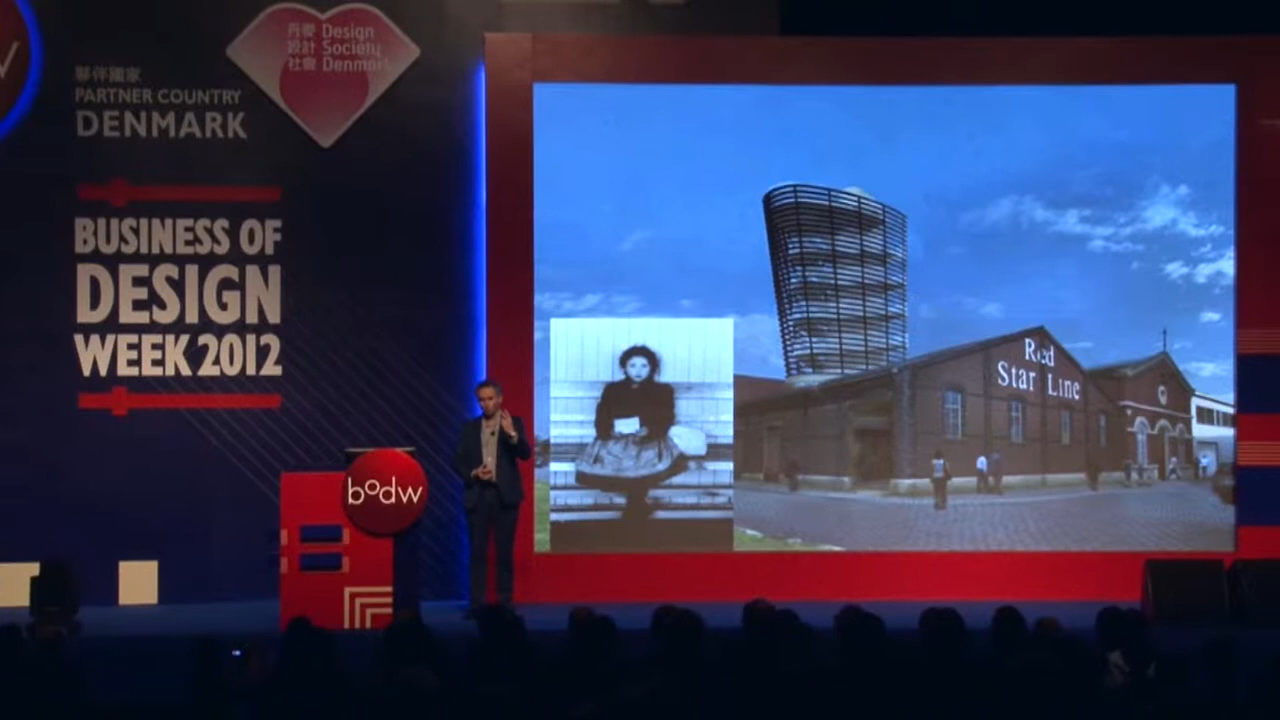 夥伴國家
PARTNER COUNTRY
DENMARK
丹麥 Design
設計 Society
社會 Denmark
BUSINESS OF
DESIGN
WEEK 2012
bodw
Red
Star Line